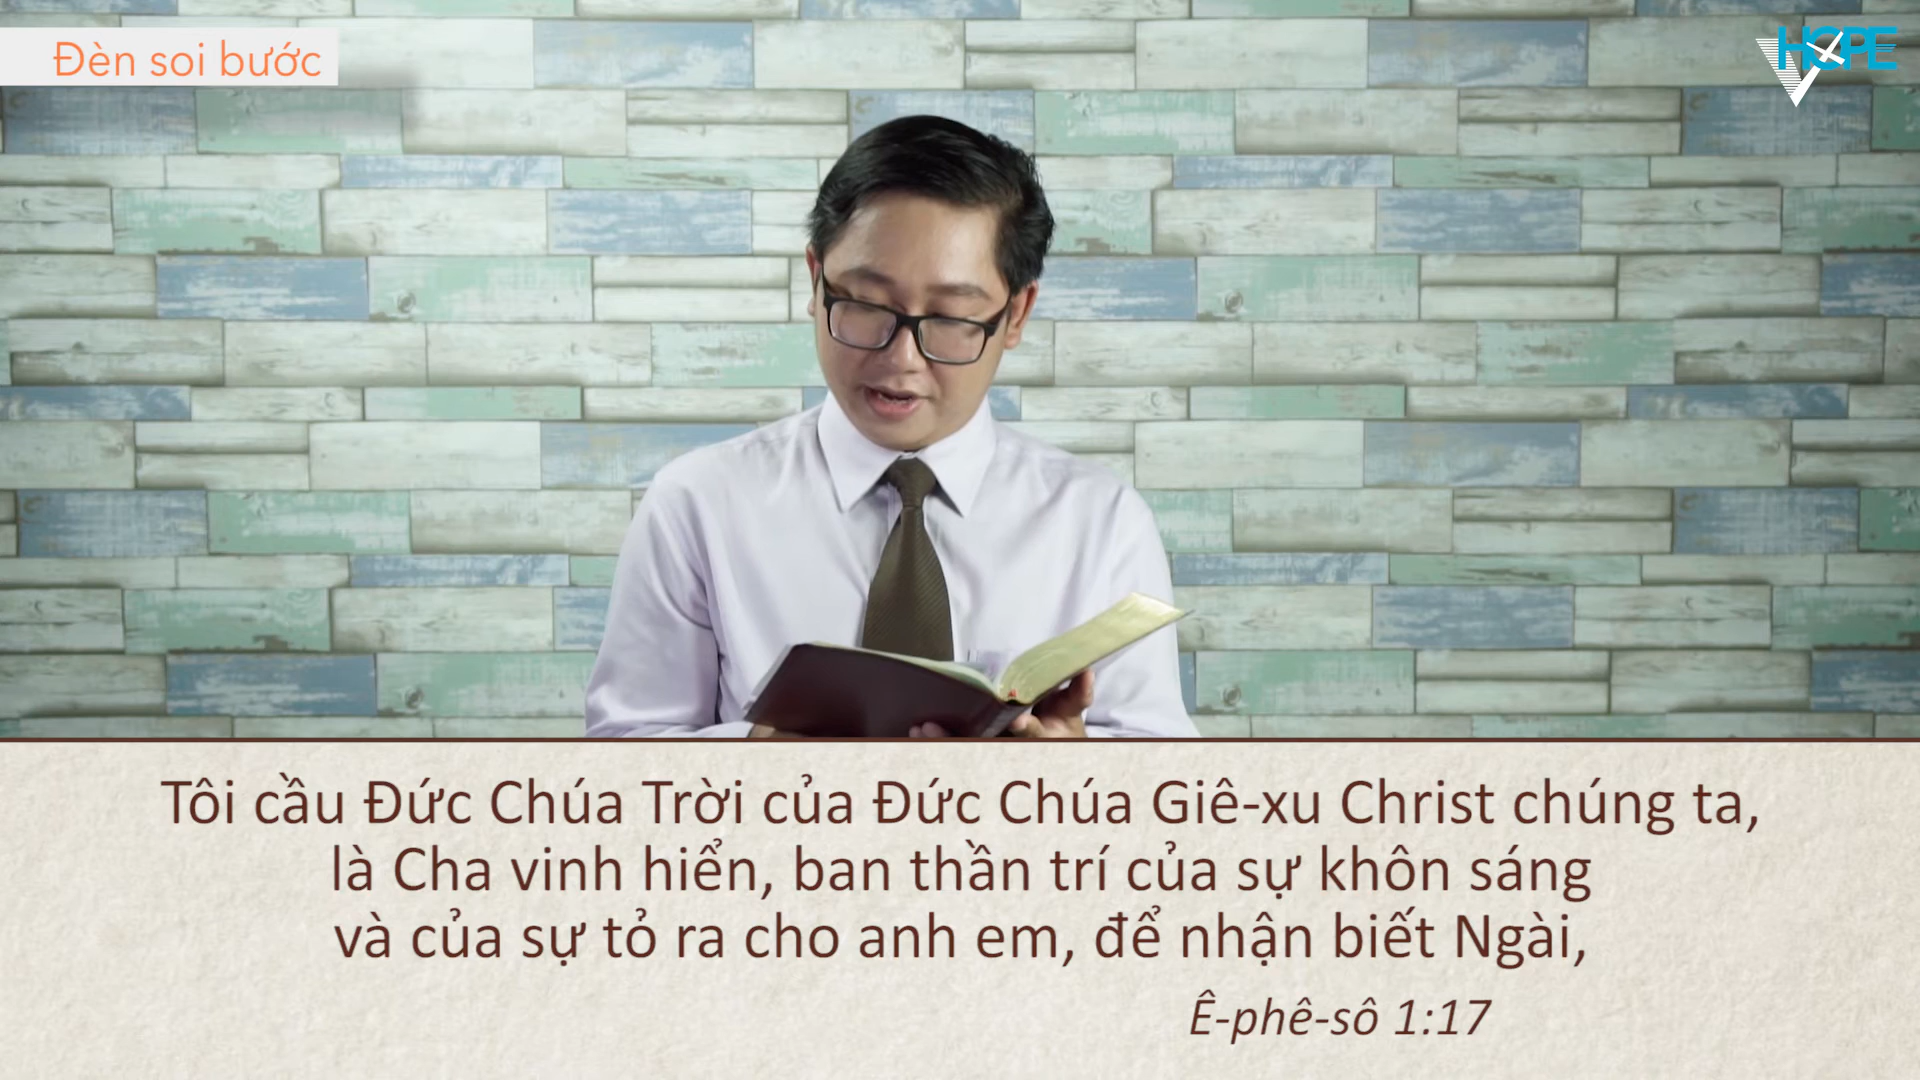 Đèn soi bước
HOPE
Tôi cầu Đức Chúa Trời của Đức Chúa Giê-xu Christ chúng ta,
là Cha vinh hiển, ban thần trí của sự khôn sáng
và của sự tỏ ra cho anh em, để nhận biết Ngài,
Ê-phê-sô 1:17